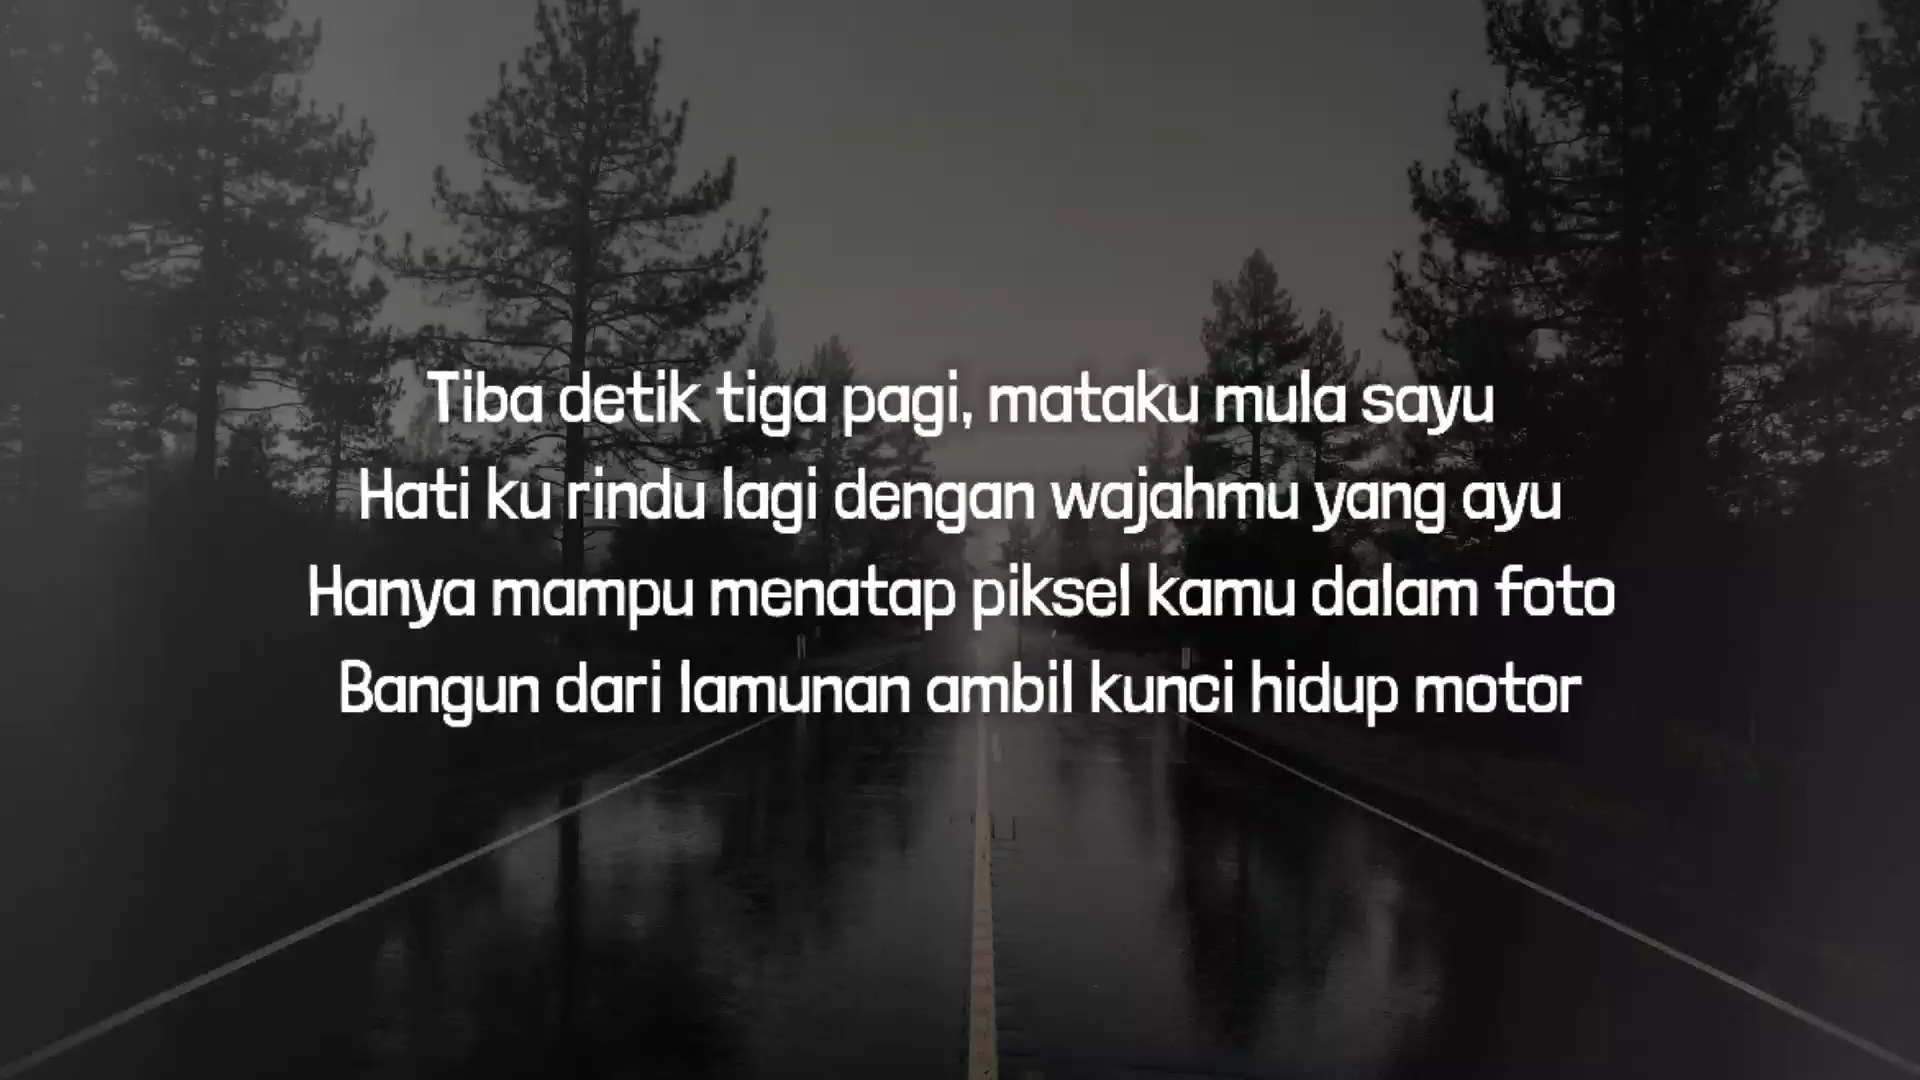 Tiba detik tiga pagi, mataku mula sayu
Hati ku rindu lagi dengan wajahmu yang ayu
Hanya mampu menatap piksel kamu dalam foto
Bangun dari lamunan ambil kunci hidup motor